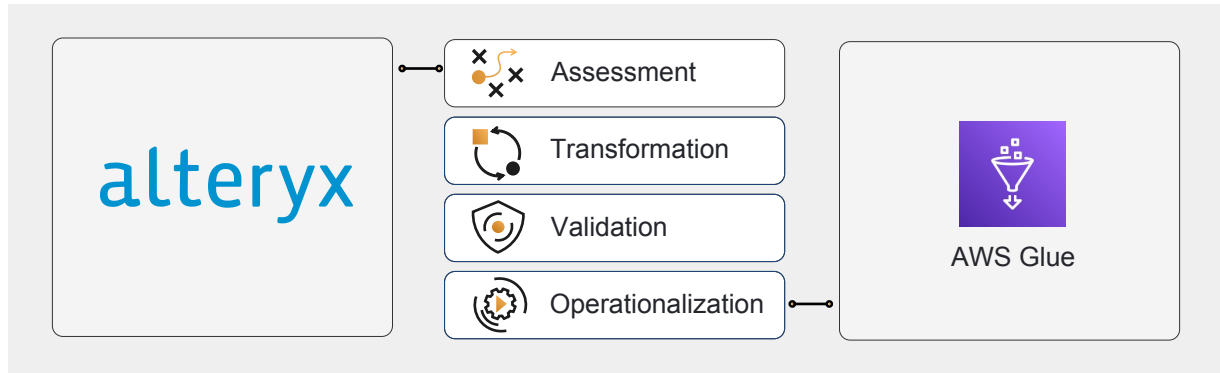 alteryx
Assessment
Transformation
Validation
Operationalization
AWS Glue